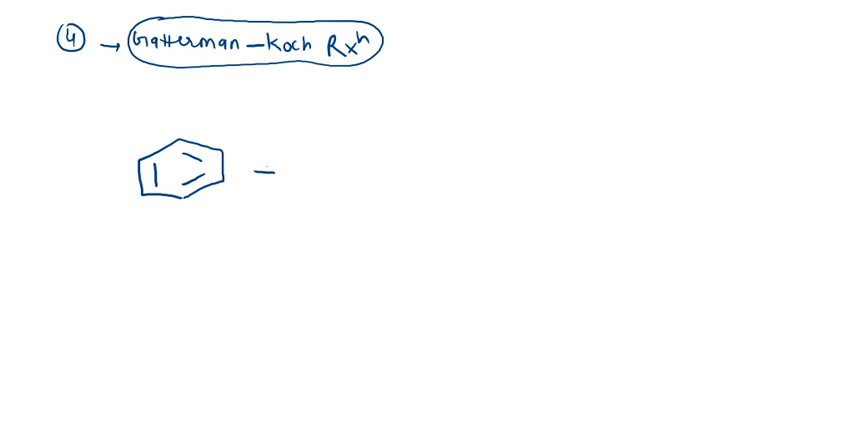 ④ → Gatterman - Koch Rxⁿ